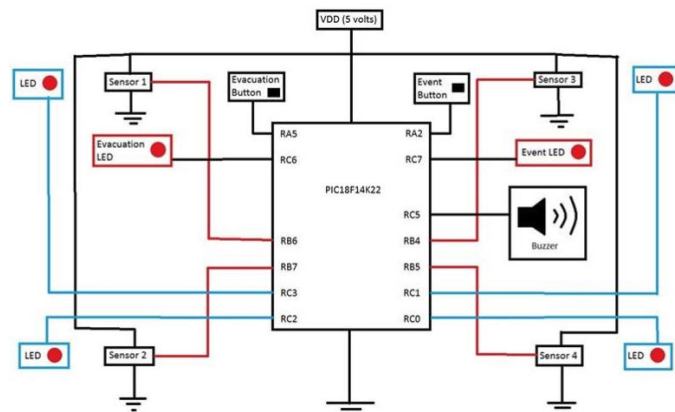 VDD (5 volts)
LED
Sensor 1
Evacuation
Button
Event
Button
Sensor 3
LED
RA5
RA2
Evacuation
LED
RC6
RC7
Event LED
PIC18F14K22
RC5
Buzzer
RB6
RB4
RB7
RB5
RC3
RC1
RC2
RC0
LED
Sensor 2
Sensor 4
LED